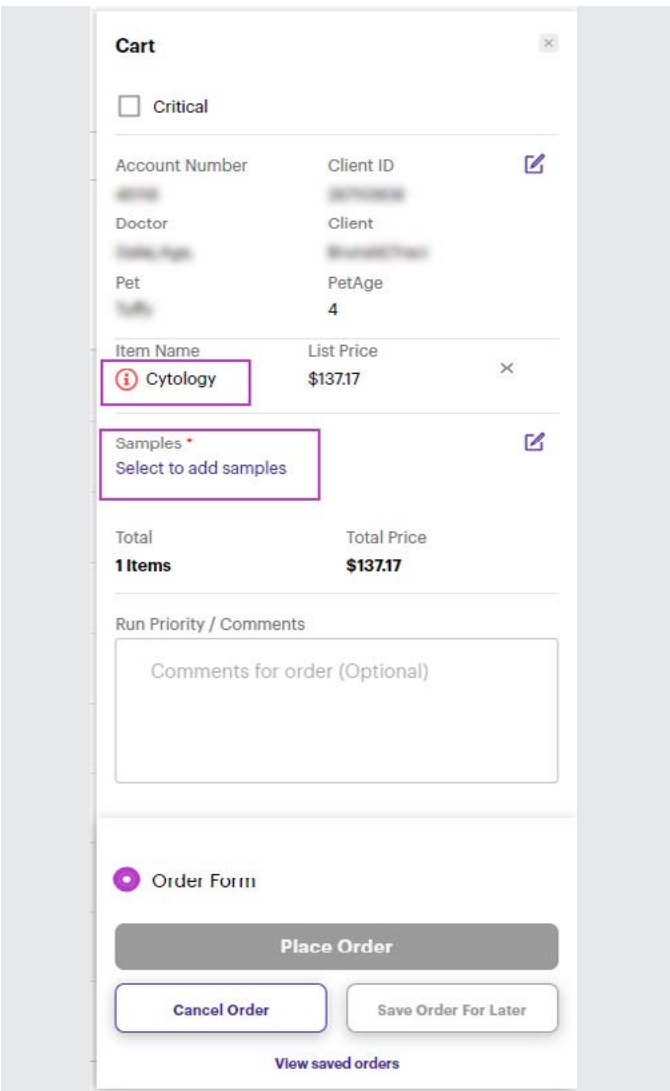 Cart
Critical
Account Number Client ID
Doctor Client
Pet PetAge
4
Item Name List Price
Cytology $137.17
Samples *
Select to add samples
Total Total Price
1 Items $137.17
Run Priority / Comments
Comments for order (Optional)
Order Form
Place Order
Cancel Order Save Order For Later
View saved orders